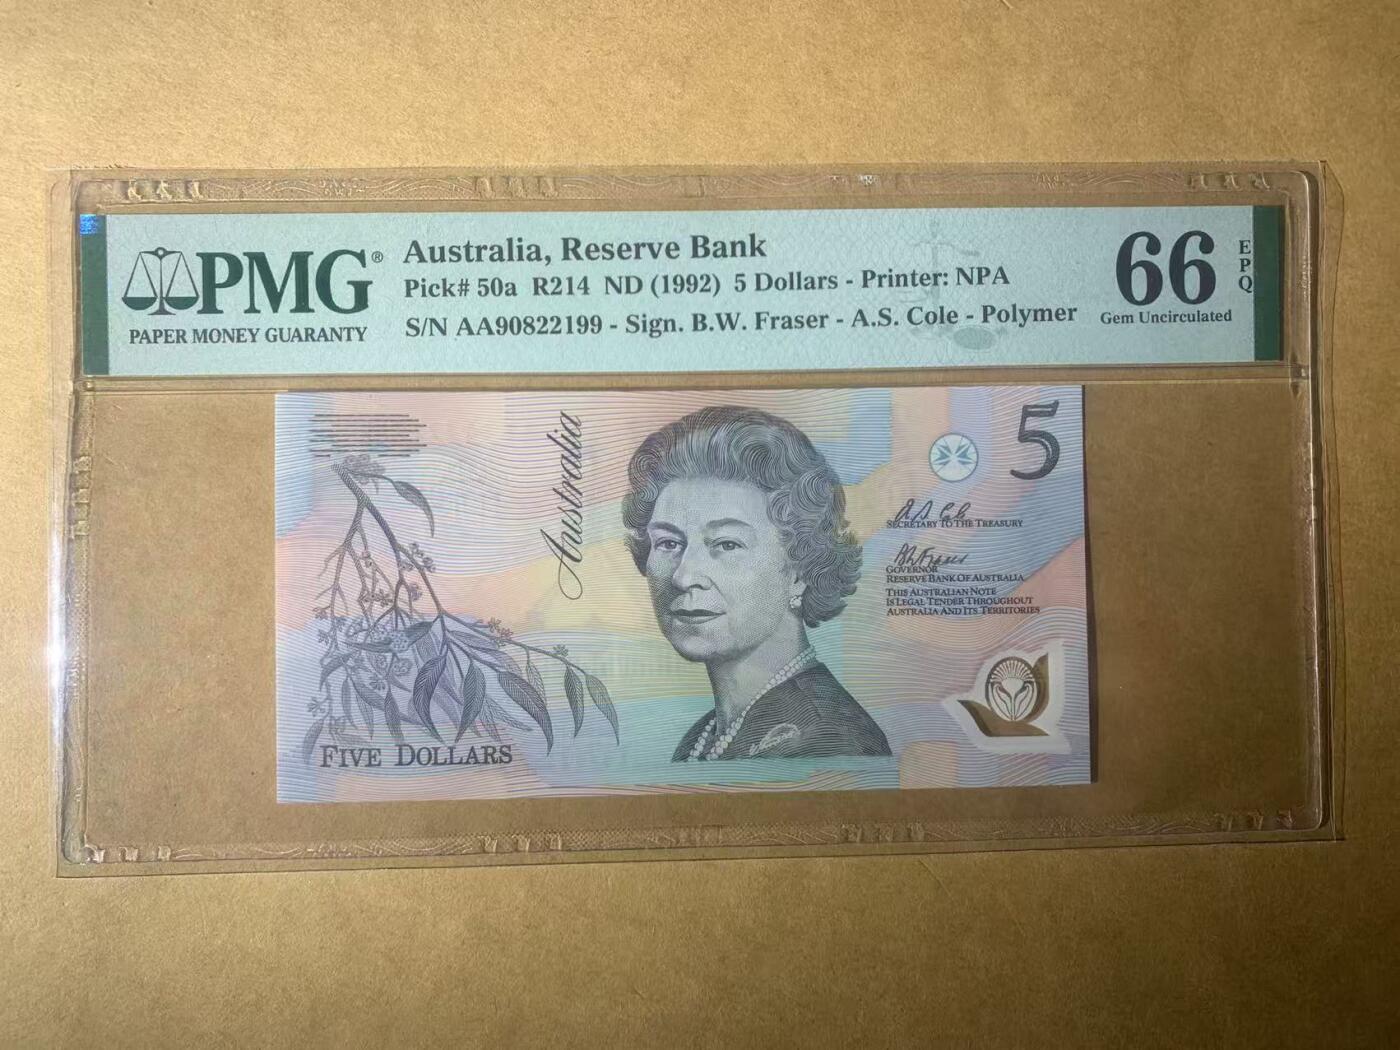 PMG®
PAPER MONEY GUARANTY
Australia, Reserve Bank
Pick# 50a R214 ND (1992) 5 Dollars - Printer: NPA
S/N AA90822199 - Sign. B.W. Fraser - A.S. Cole - Polymer
66
Gem Uncirculated
EPQ
Australia
5
SECRETARY TO THE TREASURY
GOVERNOR
RESERVE BANK OF AUSTRALIA
THIS AUSTRALIAN NOTE
IS LEGAL TENDER THROUGHOUT
AUSTRALIA AND ITS TERRITORIES
FIVE DOLLARS